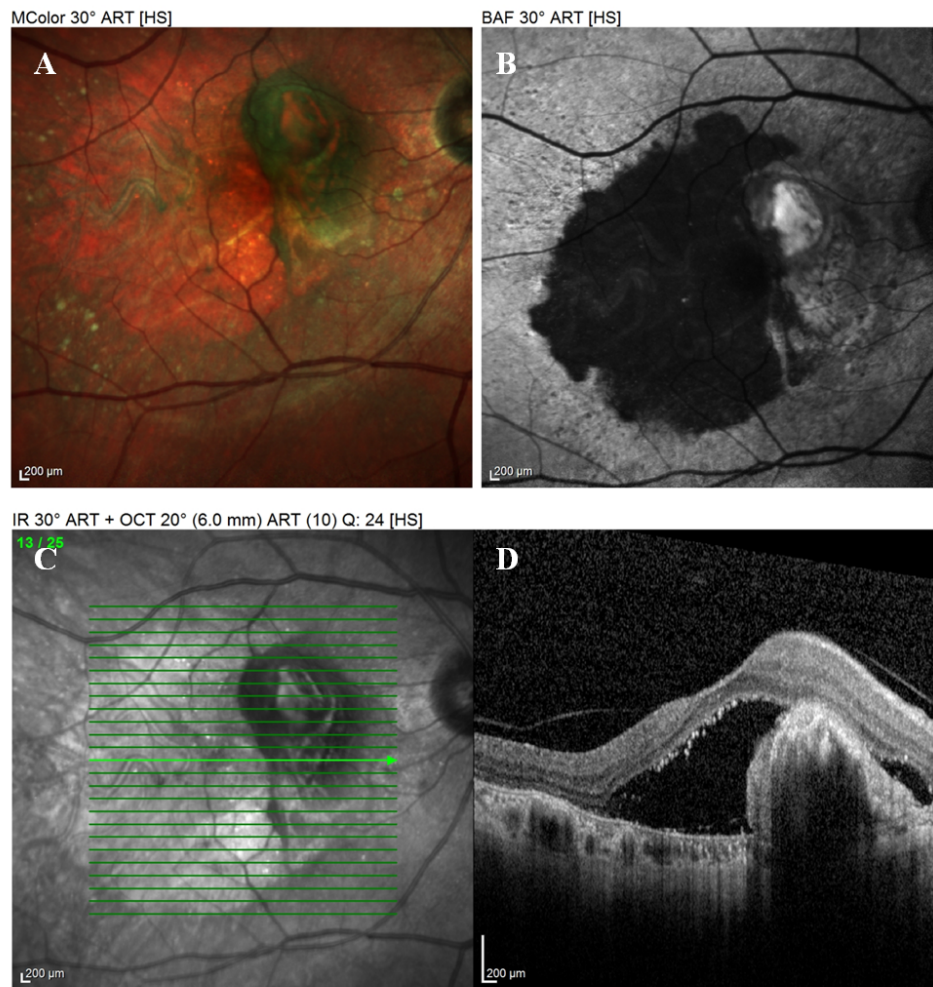 MColor 30° ART [HS]
BAF 30° ART [HS]
A
B
200 µm
200 µm
IR 30° ART + OCT 20° (6.0 mm) ART (10) Q: 24 [HS]
13 / 25
C
D
200 µm
200 µm